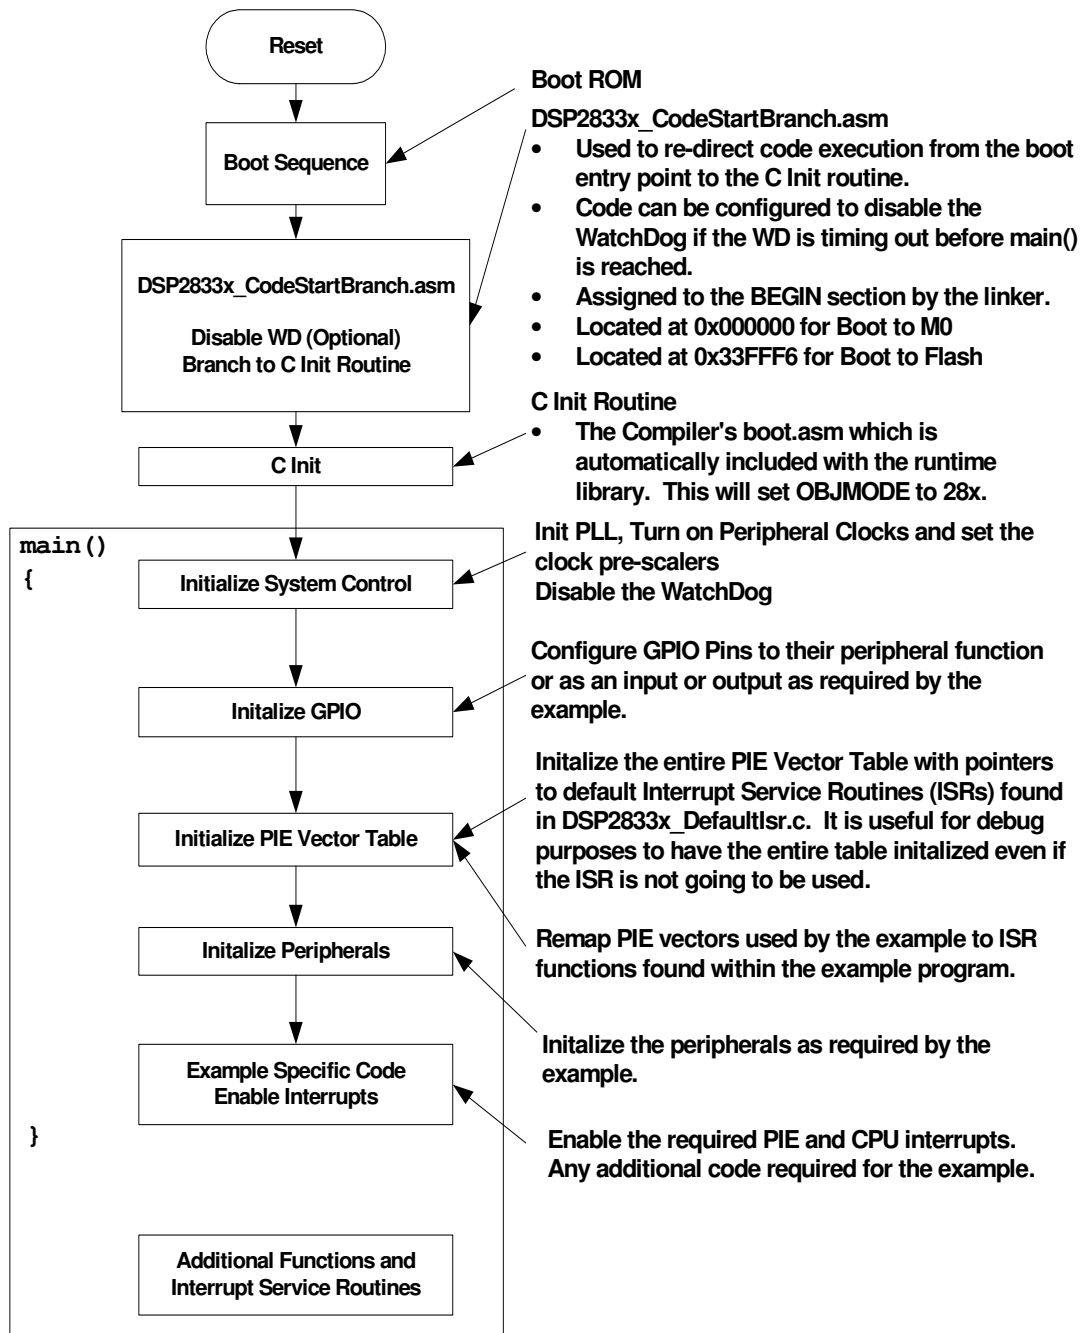 Reset
Boot Sequence
Boot ROM
DSP2833x_CodeStartBranch.asm
• Used to re-direct code execution from the boot
entry point to the C Init routine.
• Code can be configured to disable the
WatchDog if the WD is timing out before main()
is reached.
• Assigned to the BEGIN section by the linker.
• Located at 0x000000 for Boot to M0
• Located at 0x33FFF6 for Boot to Flash
DSP2833x_CodeStartBranch.asm
Disable WD (Optional)
Branch to C Init Routine
C Init Routine
• The Compiler's boot.asm which is
automatically included with the runtime
library. This will set OBJMODE to 28x.
C Init
main()
{
Initialize System Control
Init PLL, Turn on Peripheral Clocks and set the
clock pre-scalers
Disable the WatchDog
Initalize GPIO
Configure GPIO Pins to their peripheral function
or as an input or output as required by the
example.
Initialize PIE Vector Table
Initalize the entire PIE Vector Table with pointers
to default Interrupt Service Routines (ISRs) found
in DSP2833x_DefaultIsr.c. It is useful for debug
purposes to have the entire table initalized even if
the ISR is not going to be used.
Remap PIE vectors used by the example to ISR
functions found within the example program.
Initalize Peripherals
Initalize the peripherals as required by the
example.
Example Specific Code
Enable Interrupts
Enable the required PIE and CPU interrupts.
Any additional code required for the example.
}
Additional Functions and
Interrupt Service Routines